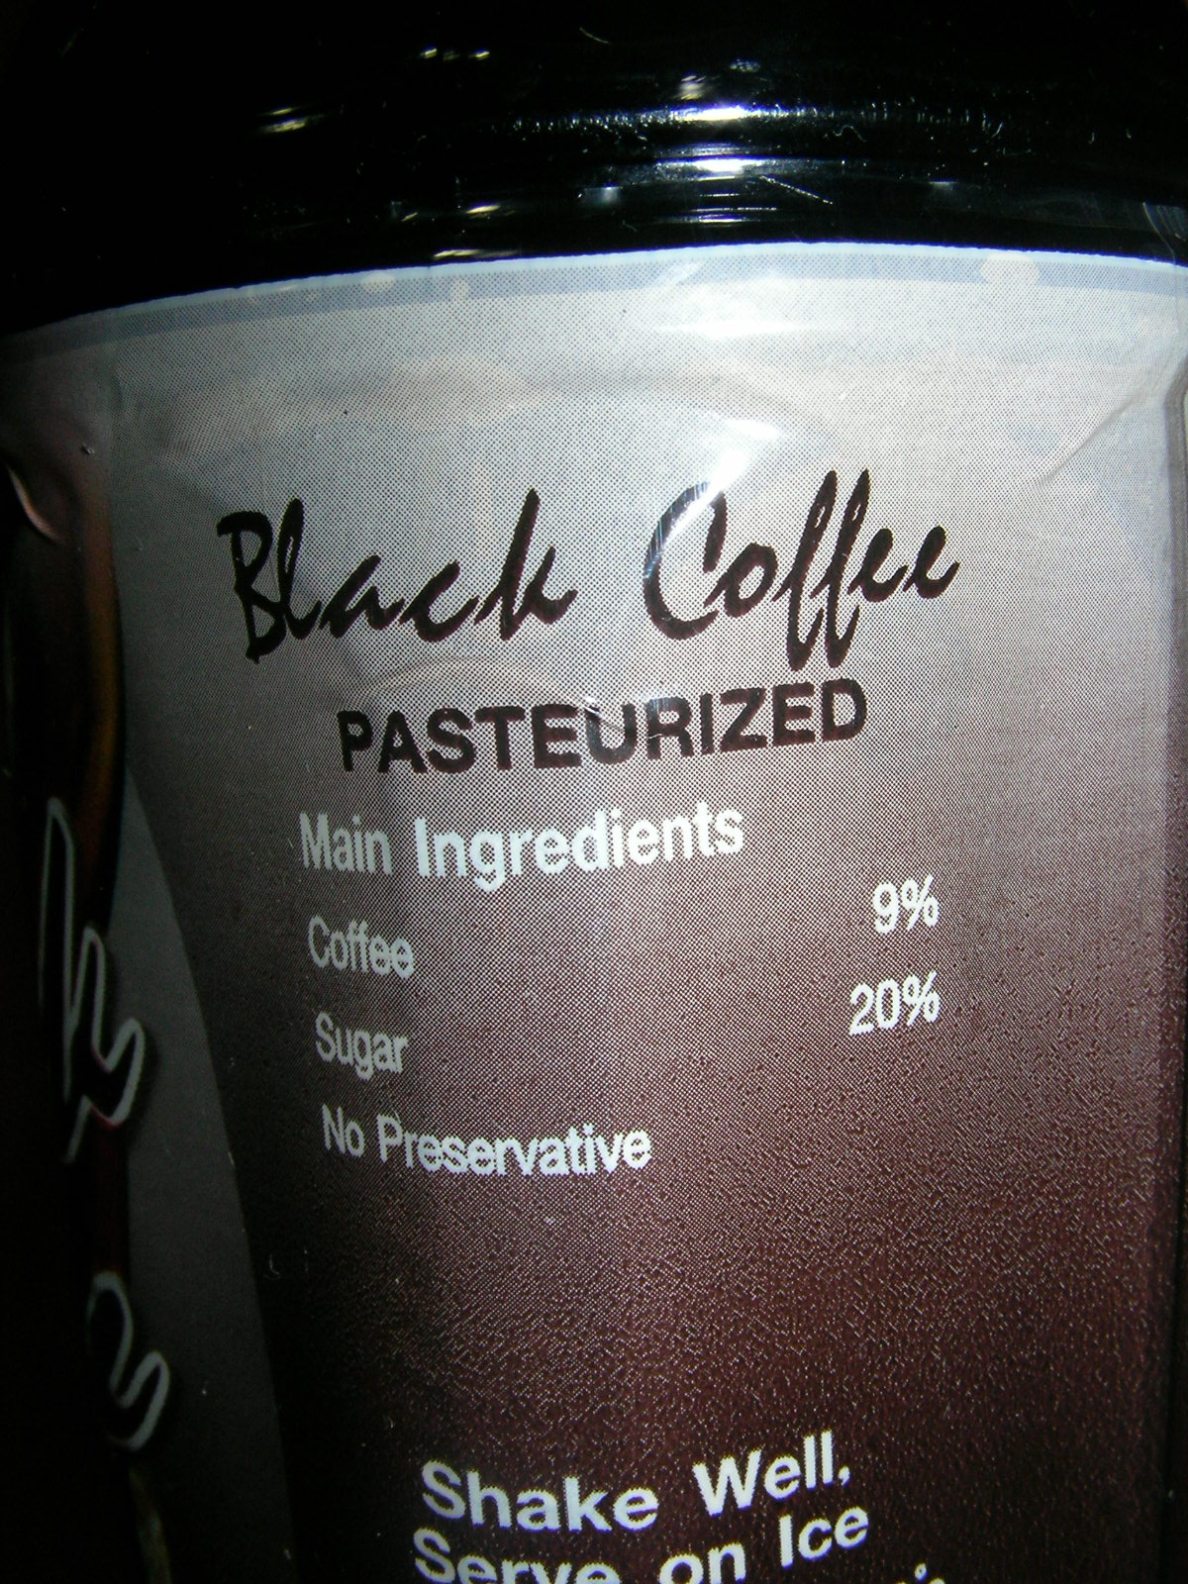 Black Coffee
PASTEURIZED
Main Ingredients
Coffee 9%
Sugar 20%
No Preservative
Shake Well,
Serve on Ice